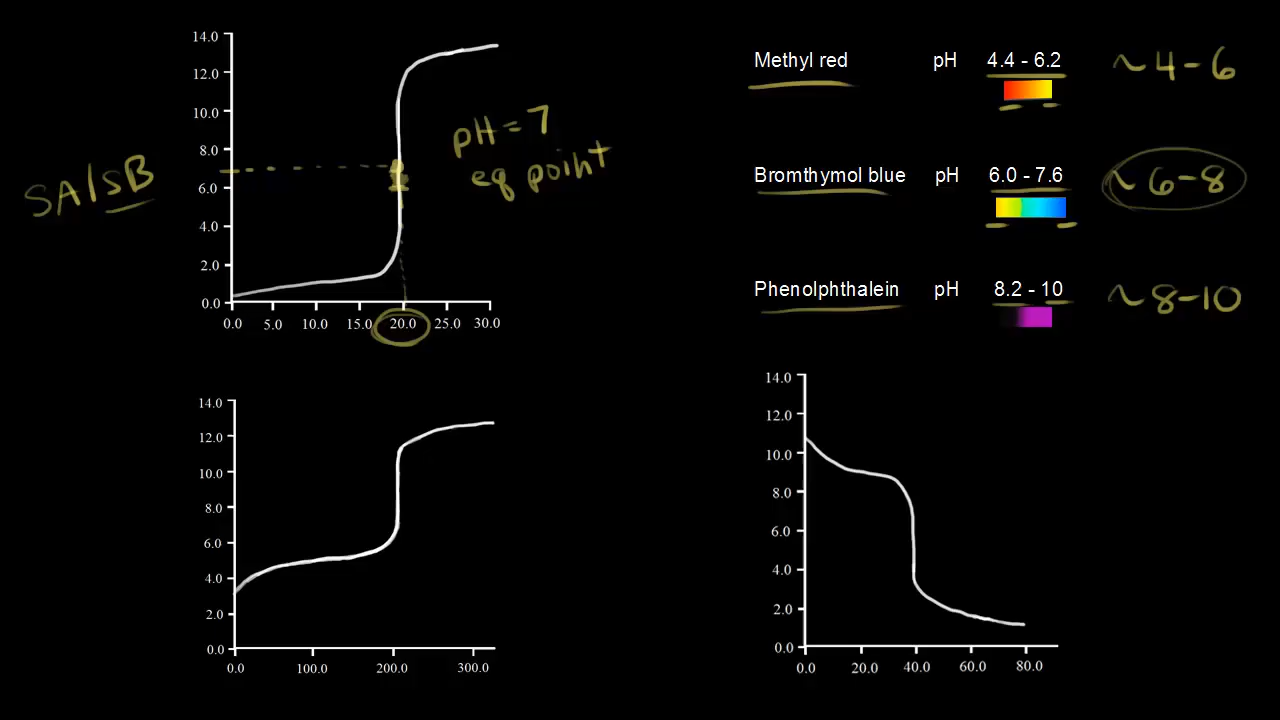 14.0
12.0
10.0
8.0
6.0
4.0
2.0
0.0
0.0 5.0 10.0 15.0 20.0 25.0 30.0
SA/SB
pH = 7
eq point
Methyl red pH 4.4 - 6.2 ~4-6
Bromthymol blue pH 6.0 - 7.6 ~6-8
Phenolphthalein pH 8.2 - 10 ~8-10
14.0
12.0
10.0
8.0
6.0
4.0
2.0
0.0
0.0 100.0 200.0 300.0
14.0
12.0
10.0
8.0
6.0
4.0
2.0
0.0
0.0 20.0 40.0 60.0 80.0